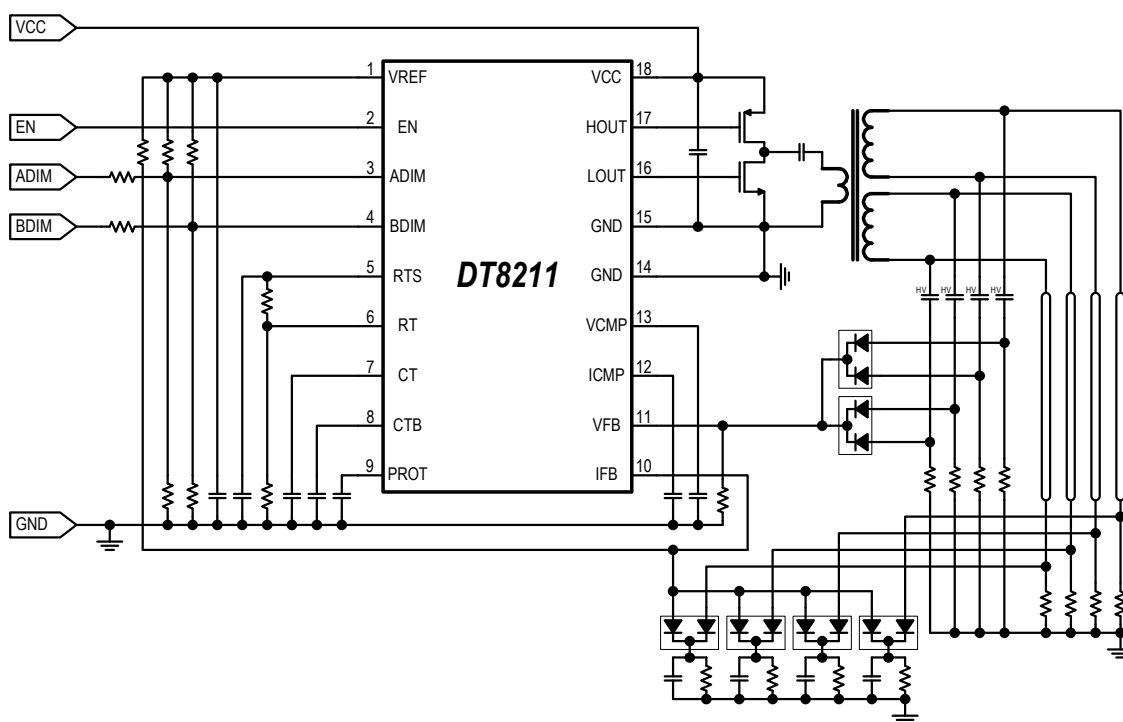 VCC
EN
ADIM
BDIM
GND
DT8211
1 VREF
2 EN
3 ADIM
4 BDIM
5 RTS
6 RT
7 CT
8 CTB
9 PROT
VCC 18
HOUT 17
LOUT 16
GND 15
GND 14
VCMP 13
ICMP 12
VFB 11
IFB 10
HV HV HV HV